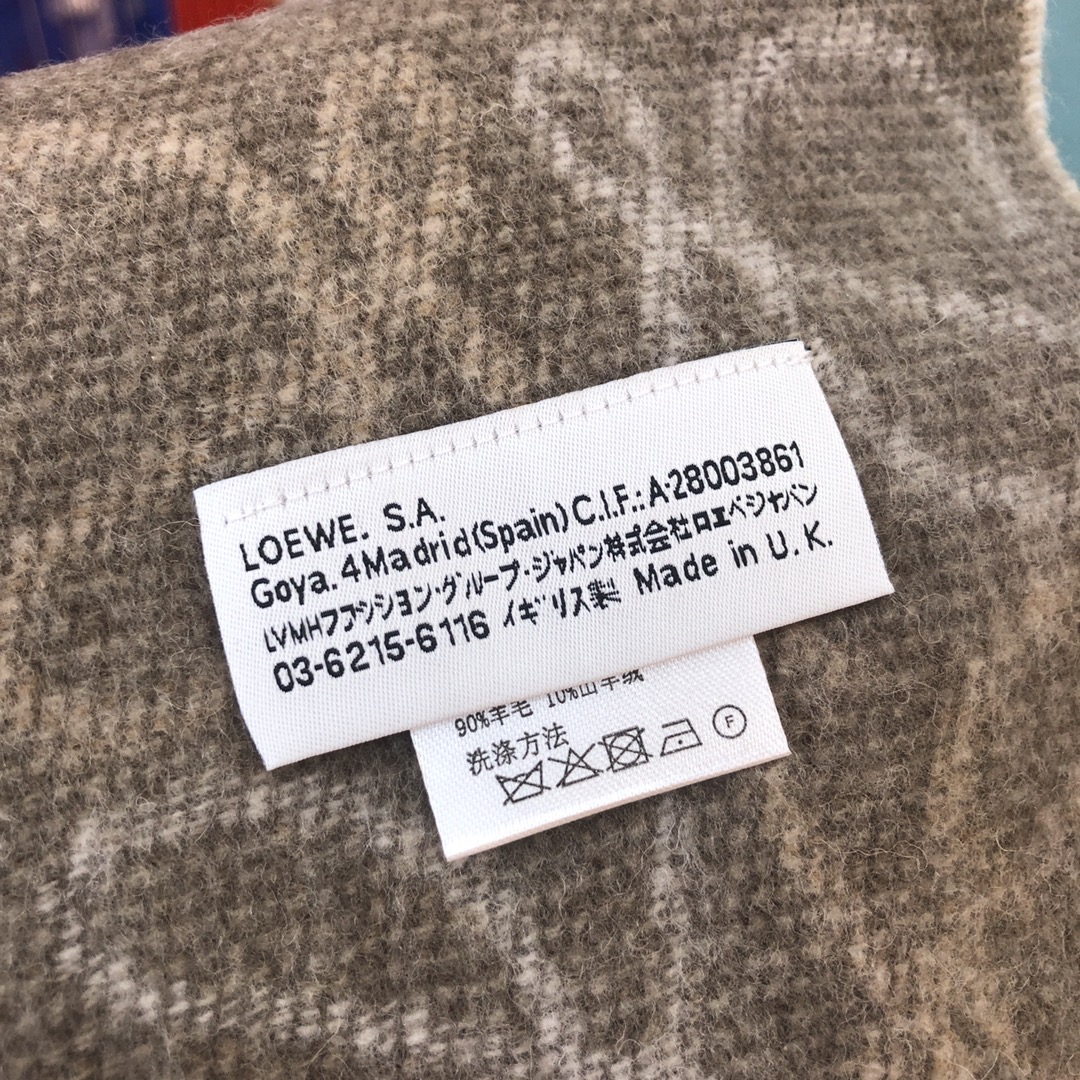 LOEWE. S.A.
Goya. 4 Madrid (Spain) C.I.F.: A-28003861
LVMHファッション・グループ・ジャパン株式会社ロエベジャパン
03-6215-6116 イギリス製 Made in U.K.
90%羊毛 10%山羊绒
洗涤方法
F